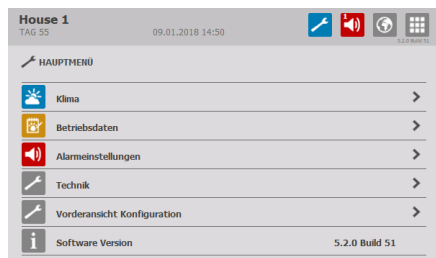 House 1
TAG 55
09.01.2018 14:50
1
5.2.0 Build 51
HAUPTMENÜ
Klima
Betriebsdaten
Alarmeinstellungen
Technik
Vorderansicht Konfiguration
Software Version 5.2.0 Build 51